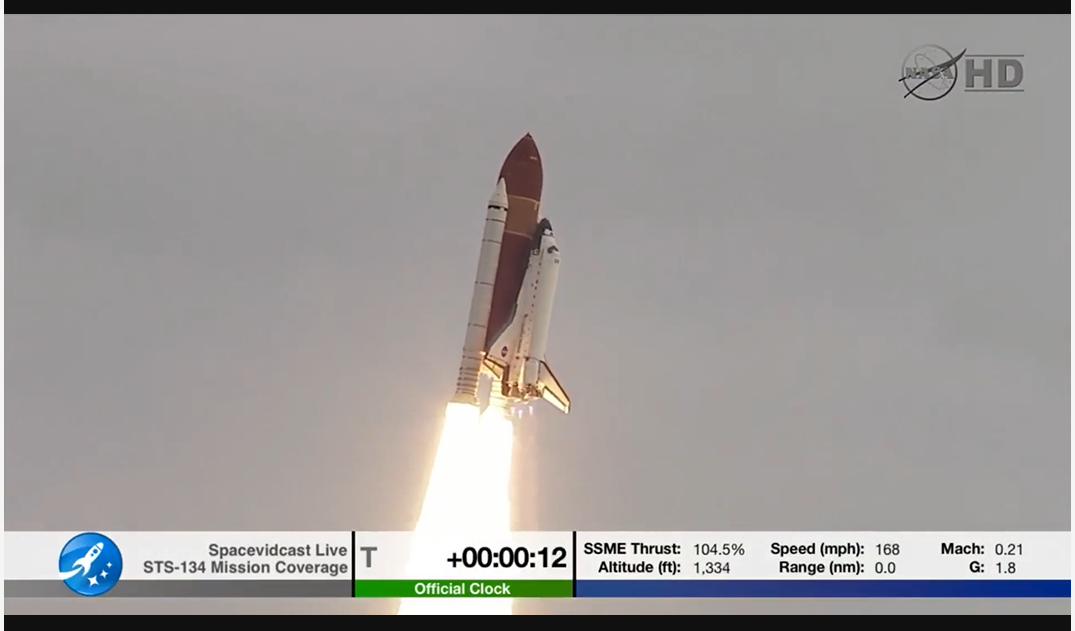 NASA HD
Spacevidcast Live
STS-134 Mission Coverage
T +00:00:12
Official Clock
SSME Thrust: 104.5% Speed (mph): 168 Mach: 0.21
Altitude (ft): 1,334 Range (nm): 0.0 G: 1.8